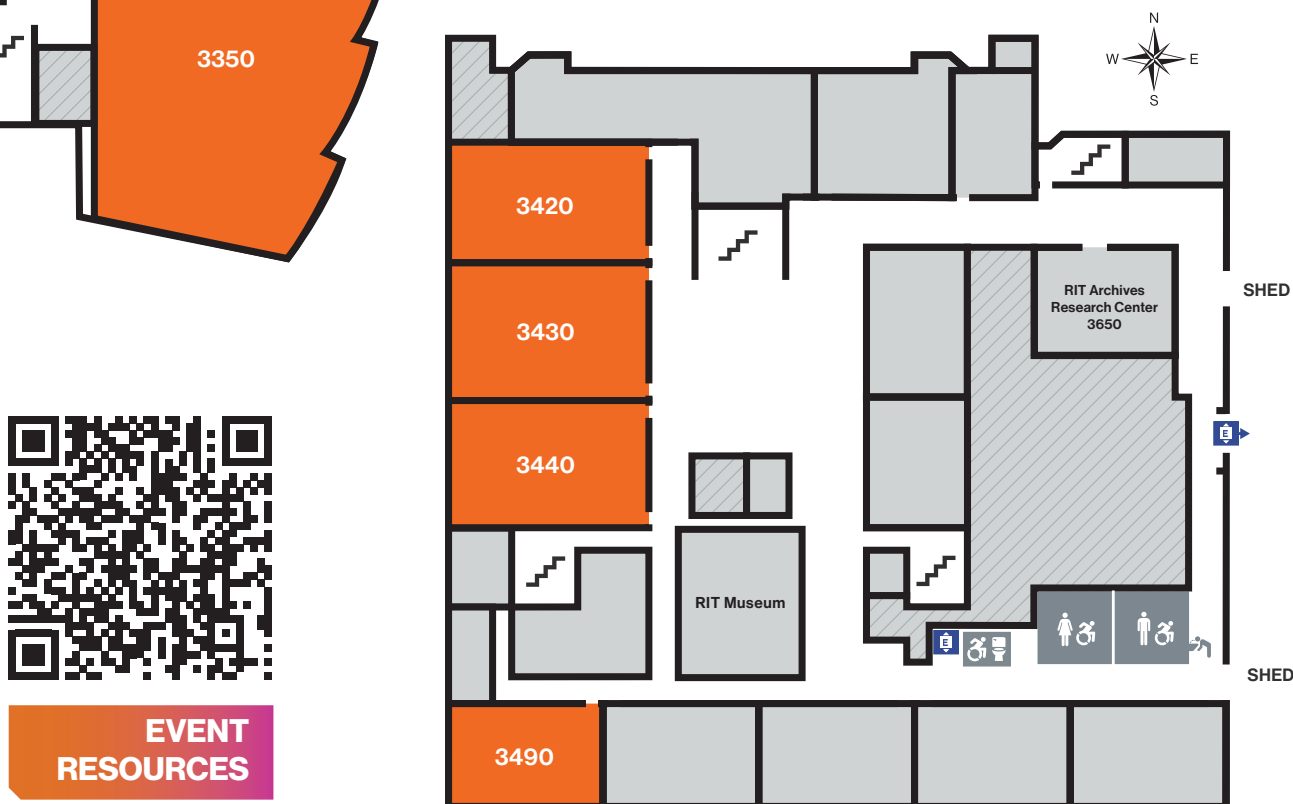 3350
N
W
E
S
3420
SHED
RIT Archives
Research Center
3650
3430
E
3440
RIT Museum
E
SHED
EVENT
RESOURCES
3490